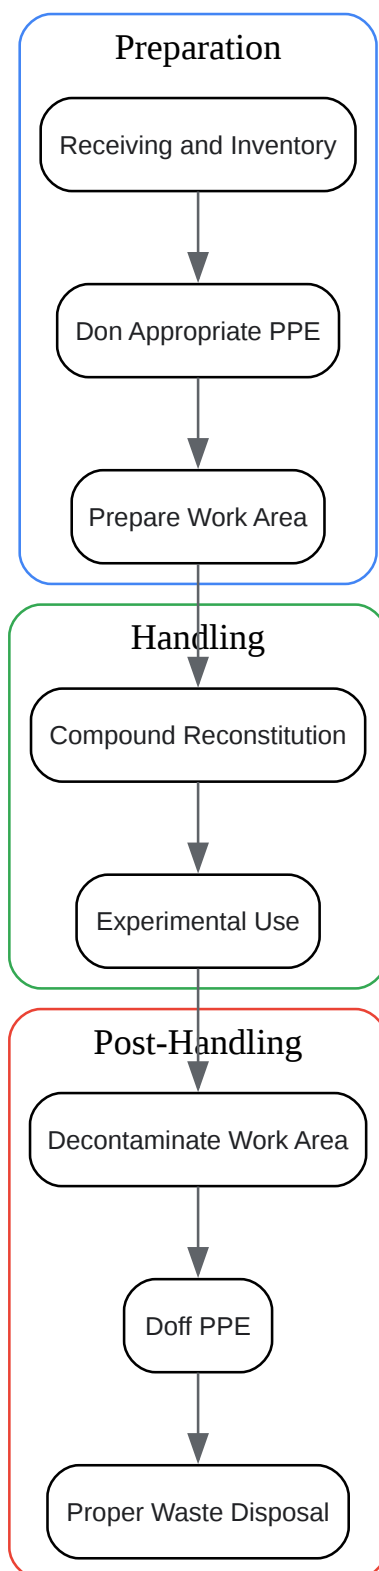 Preparation
Receiving and Inventory
Don Appropriate PPE
Prepare Work Area
Handling
Compound Reconstitution
Experimental Use
Post-Handling
Decontaminate Work Area
Doff PPE
Proper Waste Disposal